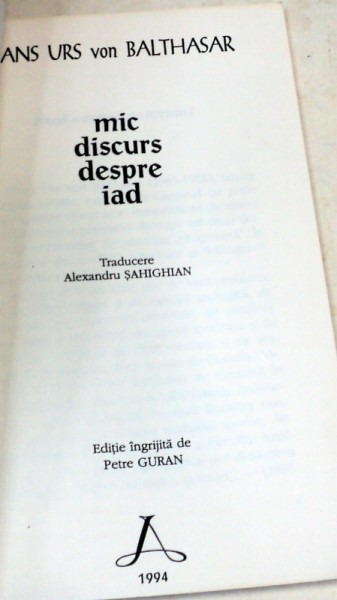 ANS URS von BALTHASAR
mic
discurs
despre
iad
Traducere
Alexandru ŞAHIGHIAN
Ediţie îngrijită de
Petre GURAN
1994